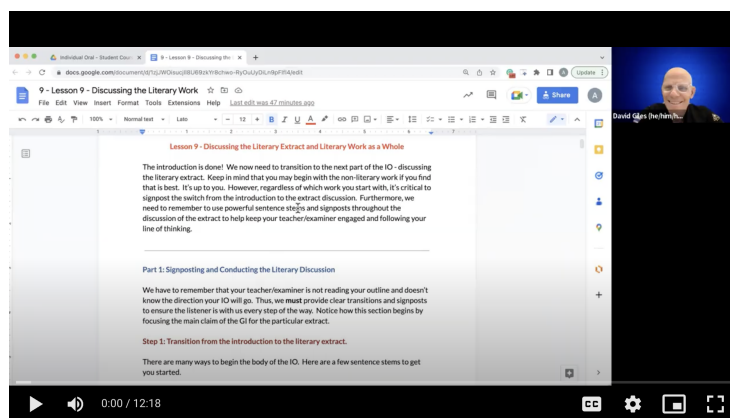 Individual Oral - Student Cour
9 - Lesson 9 - Discussing the
docs.google.com/document/d/1zjJWOisucjIIBU69zkYrBchwo-RyOuUyDiLn9pFIf14/edit
Update
9 - Lesson 9 - Discussing the Literary Work
File Edit View Insert Format Tools Extensions Help Last edit was 47 minutes ago
Share
A
100% Normal text Lato 12 B I U A
Lesson 9 - Discussing the Literary Extract and Literary Work as a Whole
The introduction is done! We now need to transition to the next part of the IO - discussing
the literary extract. Keep in mind that you may begin with the non-literary work if you find
that is best. It's up to you. However, regardless of which work you start with, it's critical to
signpost the switch from the introduction to the extract discussion. Furthermore, we
need to remember to use powerful sentence stems and signposts throughout the
discussion of the extract to help keep your teacher/examiner engaged and following your
line of thinking.
Part 1: Signposting and Conducting the Literary Discussion
We have to remember that your teacher/examiner is not reading your outline and doesn't
know the direction your IO will go. Thus, we must provide clear transitions and signposts
to ensure the listener is with us every step of the way. Notice how this section begins by
focusing the main claim of the GI for the particular extract.
Step 1: Transition from the introduction to the literary extract.
There are many ways to begin the body of the IO. Here are a few sentence stems to get
you started.
David Giles (he/him/h...
0:00 / 12:18
CC